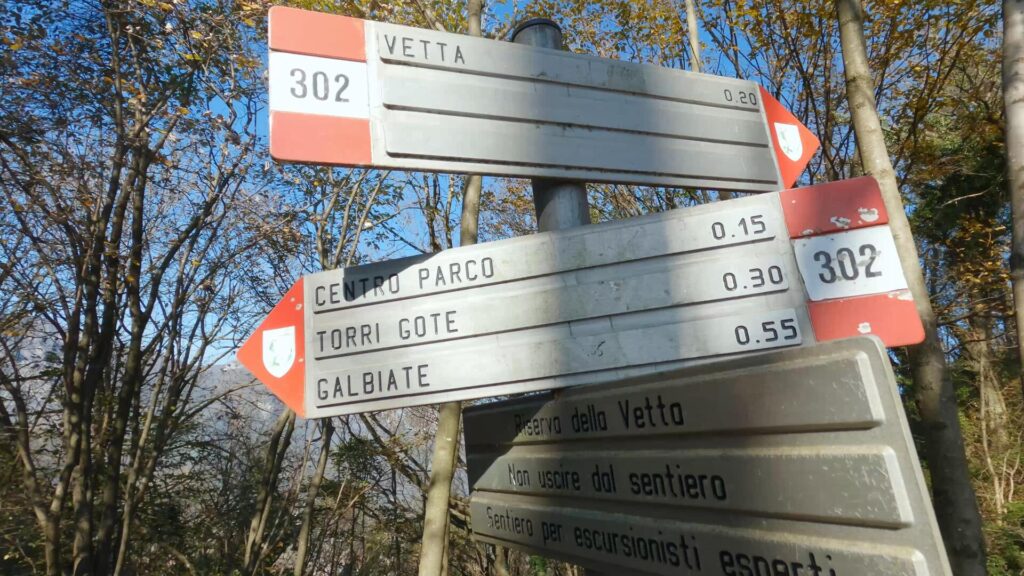 VETTA 0.20
302
CENTRO PARCO 0.15
TORRI GOTE 0.30
GALBIATE 0.55
302
Riserva della Vetta
Non uscire dal sentiero
Sentiero per escursionisti esperti